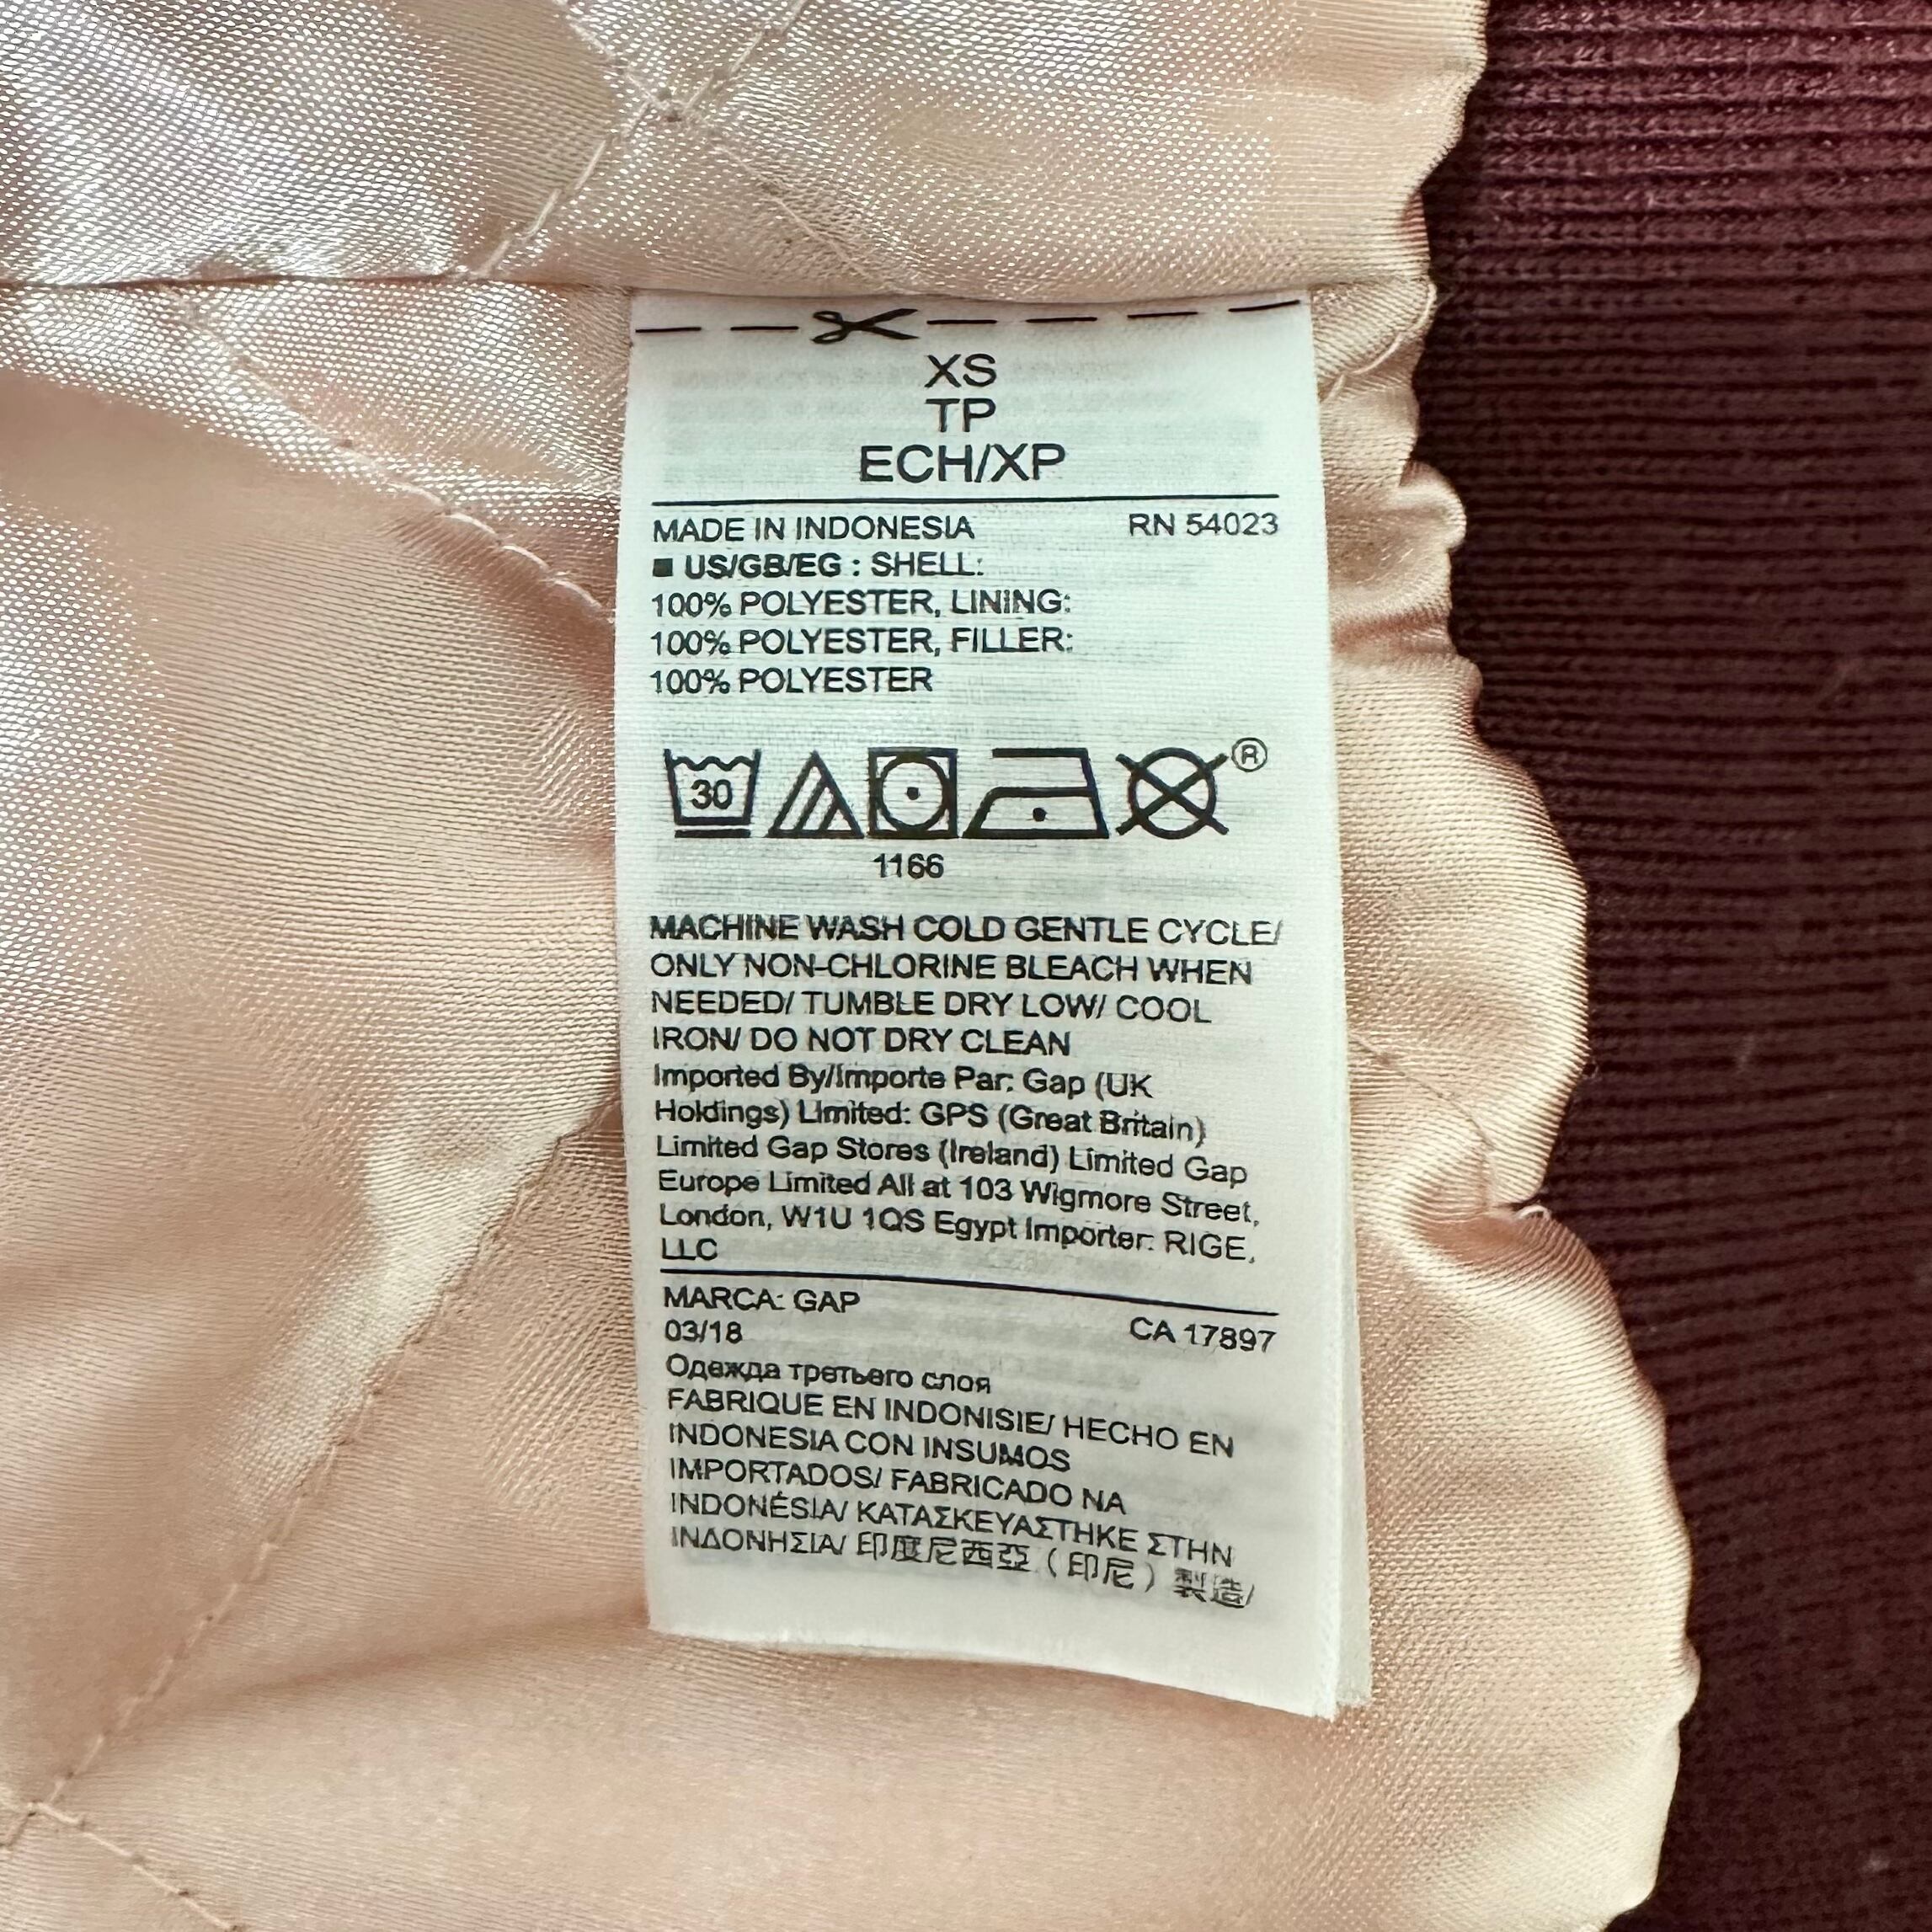 XS
TP
ECH/XP
MADE IN INDONESIA RN 54023
■ US/GB/EG : SHELL:
100% POLYESTER, LINING:
100% POLYESTER, FILLER:
100% POLYESTER
30 ®
1166
MACHINE WASH COLD GENTLE CYCLE/
ONLY NON-CHLORINE BLEACH WHEN
NEEDED/ TUMBLE DRY LOW/ COOL
IRON/ DO NOT DRY CLEAN
Imported By/Importe Par: Gap (UK
Holdings) Limited: GPS (Great Britain)
Limited Gap Stores (Ireland) Limited Gap
Europe Limited All at 103 Wigmore Street,
London, W1U 1QS Egypt Importer: RIGE,
LLC
MARCA: GAP
03/18 CA 17897
Одежда третьего слоя
FABRIQUE EN INDONISIE/ HECHO EN
INDONESIA CON INSUMOS
IMPORTADOS/ FABRICADO NA
INDONÉSIA/ ΚΑΤΑΣΚΕΥΑΣΤΗΚΕ ΣΤΗΝ
ΙΝΔΟΝΗΣΙΑ/ 印度尼西亞（印尼）製造/